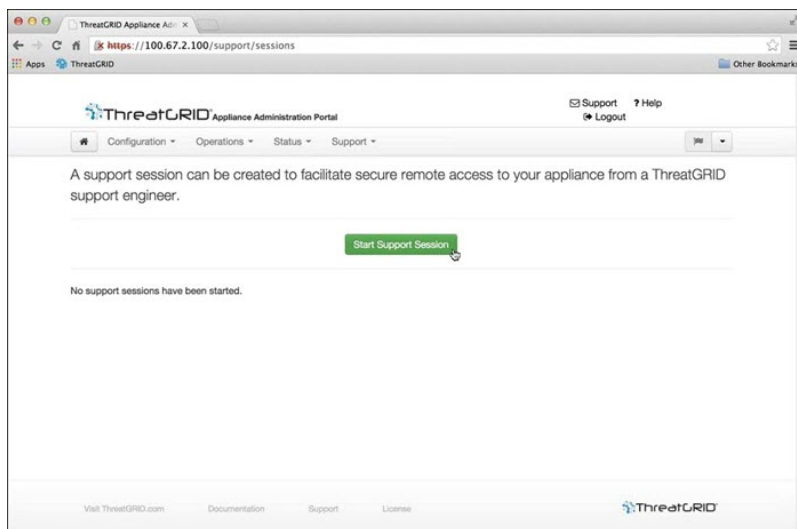 ThreatGRID Appliance Adm
https://100.67.2.100/support/sessions
Apps ThreatGRID Other Bookmarks
ThreatGRID Appliance Administration Portal
Support ? Help
Logout
Configuration Operations Status Support
A support session can be created to facilitate secure remote access to your appliance from a ThreatGRID
support engineer.
Start Support Session
No support sessions have been started.
Visit ThreatGRID.com Documentation Support License ThreatGRID